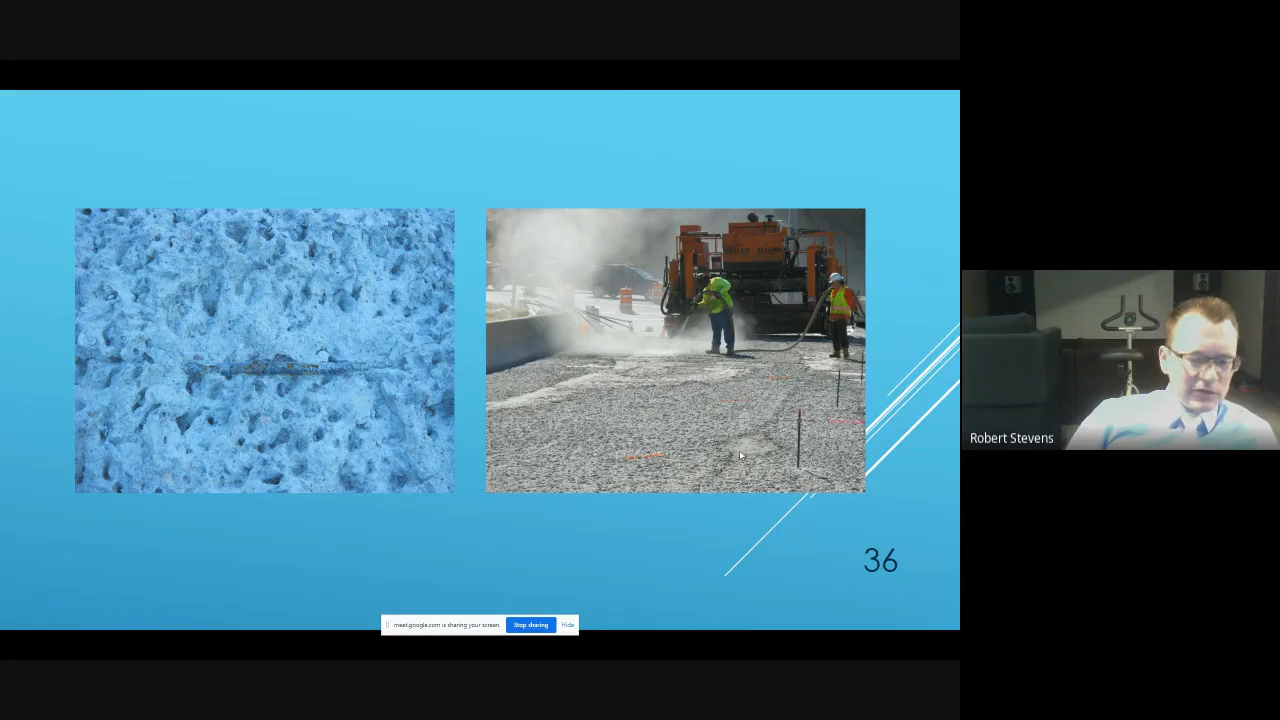 36
meet.google.com is sharing your screen.
Stop sharing
Hide
Robert Stevens